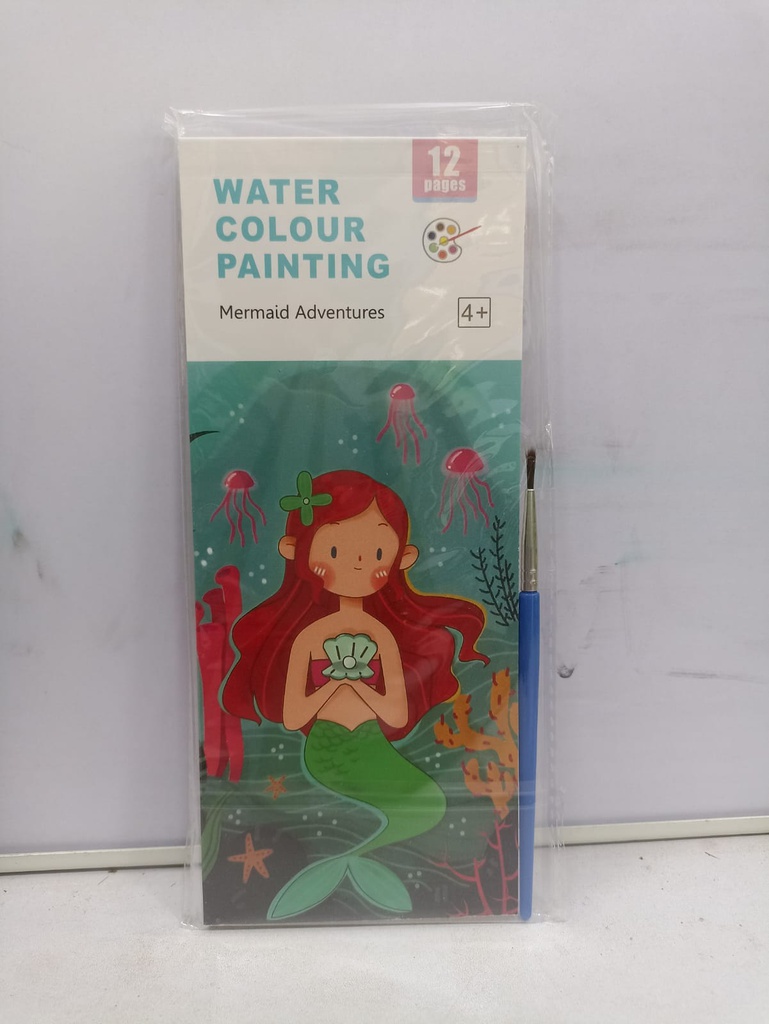 12
pages
WATER
COLOUR
PAINTING
Mermaid Adventures
4+